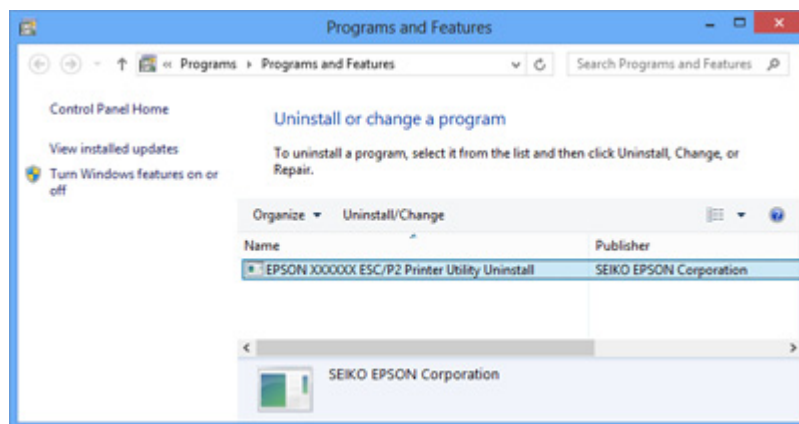 Programs and Features
« Programs ▸ Programs and Features
Search Programs and Features
Control Panel Home
View installed updates
Turn Windows features on or
off
Uninstall or change a program
To uninstall a program, select it from the list and then click Uninstall, Change, or
Repair.
Organize Uninstall/Change
Name Publisher
EPSON XXXXXX ESC/P2 Printer Utility Uninstall SEIKO EPSON Corporation
SEIKO EPSON Corporation